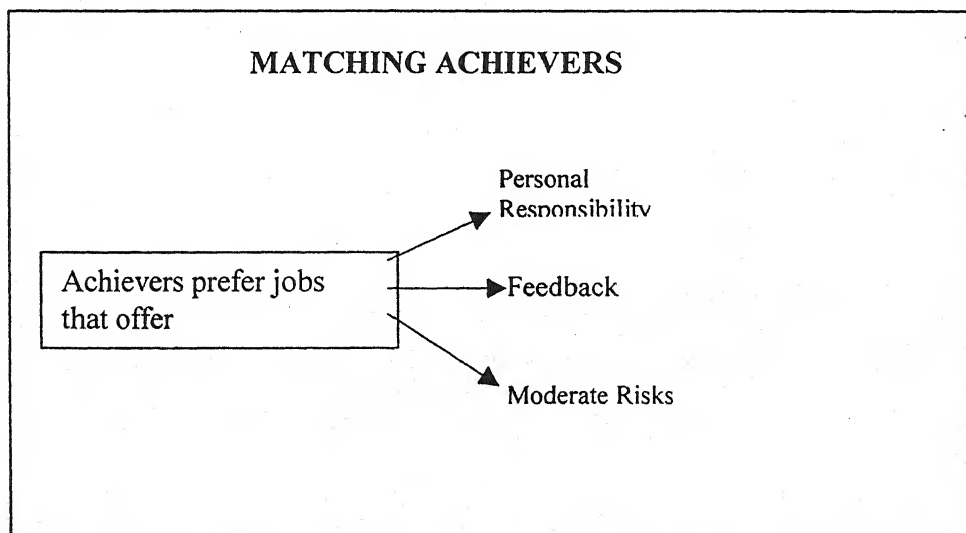 MATCHING ACHIEVERS
Personal
Responsibility
Achievers prefer jobs
that offer
Feedback
Moderate Risks